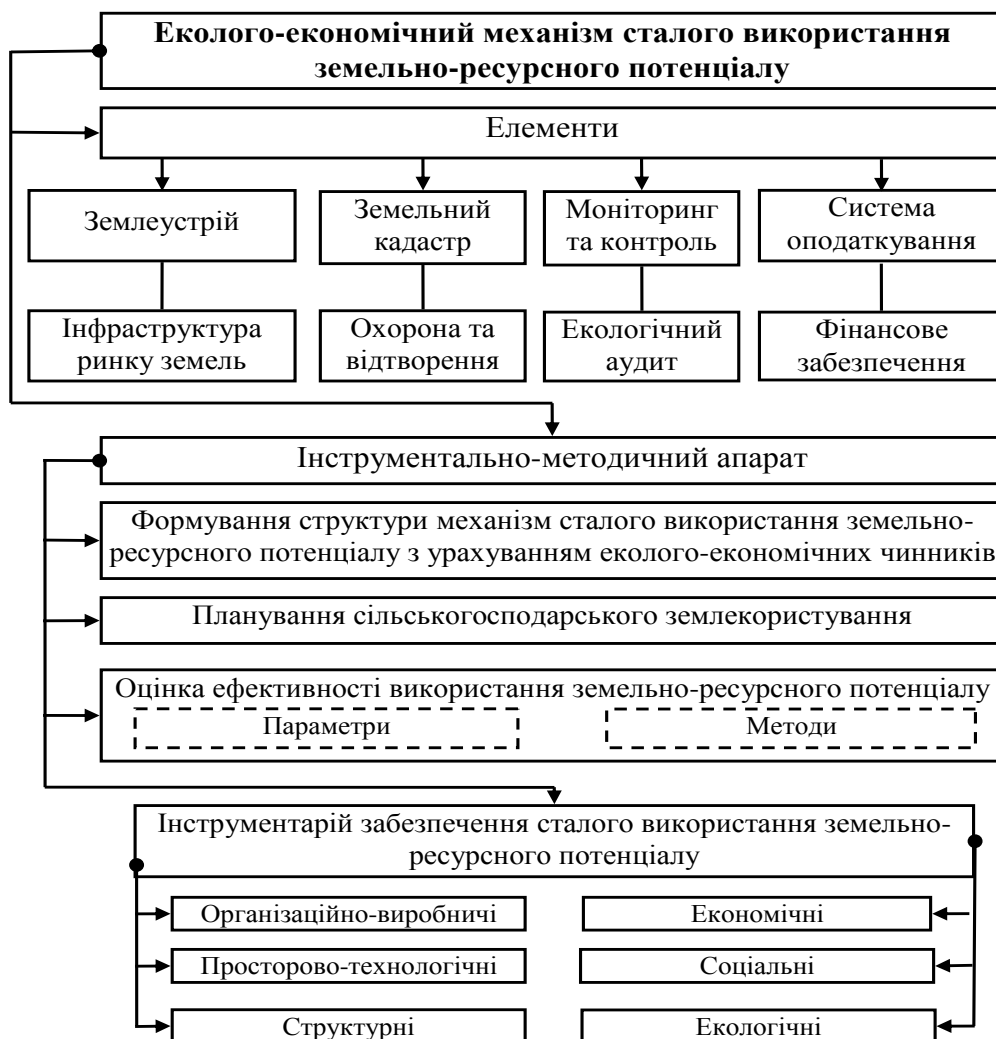 Еколого-економічний механізм сталого використання
земельно-ресурсного потенціалу
Елементи
Землеустрій
Земельний
кадастр
Моніторинг
та контроль
Система
оподаткування
Інфраструктура
ринку земель
Охорона та
відтворення
Екологічний
аудит
Фінансове
забезпечення
Інструментально-методичний апарат
Формування структури механізм сталого використання земельно-
ресурсного потенціалу з урахуванням еколого-економічних чинників
Планування сільськогосподарського землекористування
Оцінка ефективності використання земельно-ресурсного потенціалу
Параметри
Методи
Інструментарій забезпечення сталого використання земельно-
ресурсного потенціалу
Організаційно-виробничі
Економічні
Просторово-технологічні
Соціальні
Структурні
Екологічні